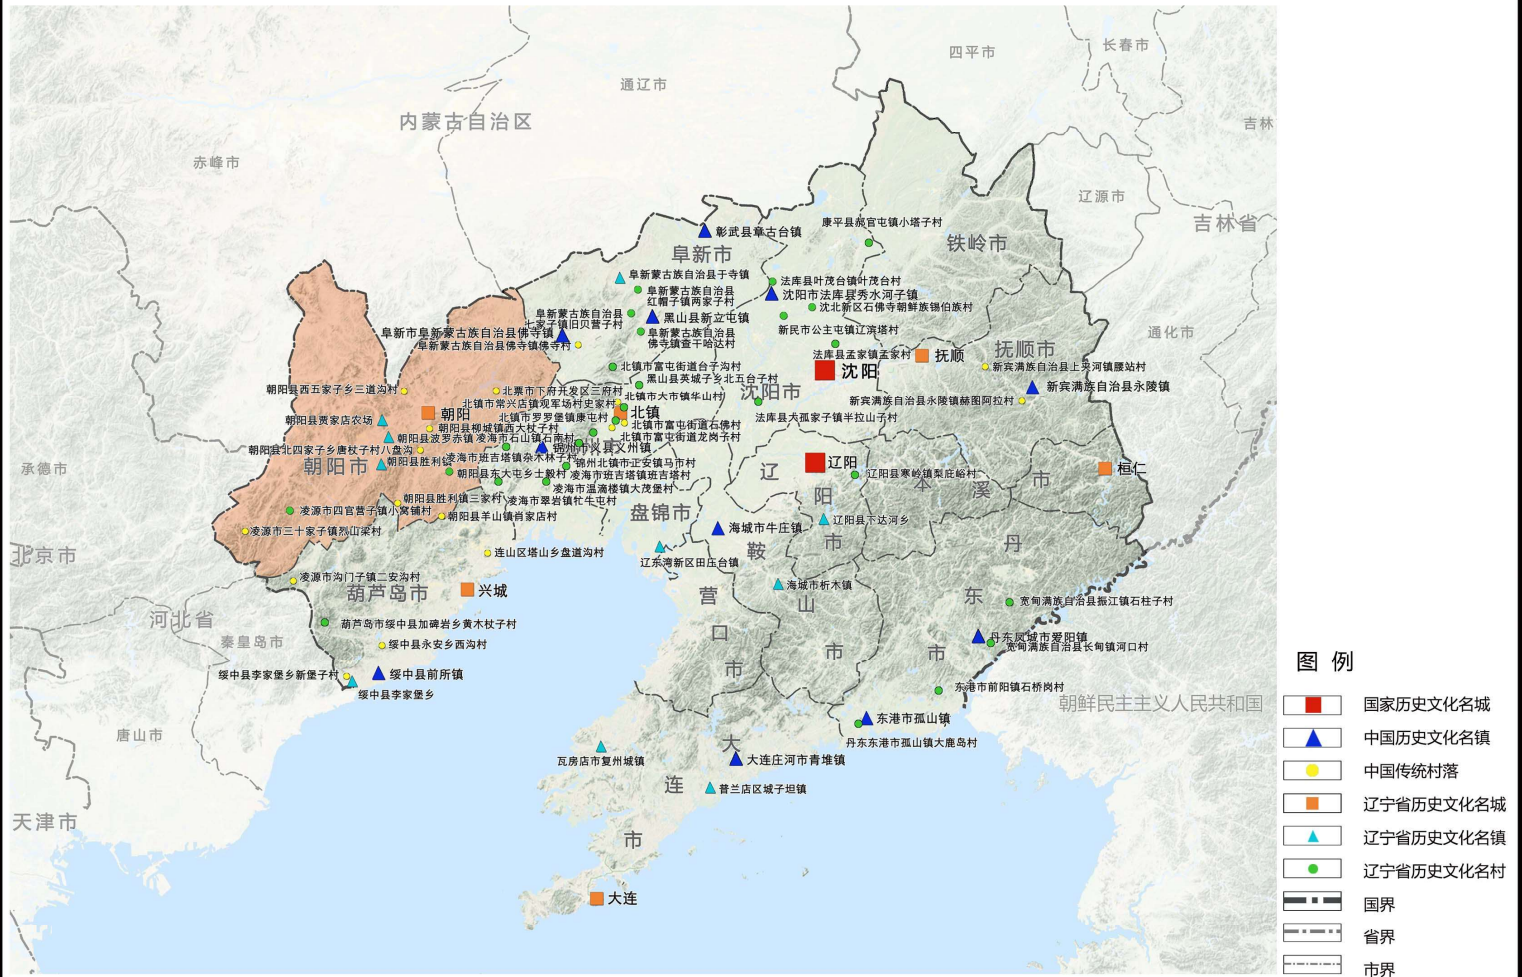 四平市
长春市
通辽市
内蒙古自治区
吉林
赤峰市
辽源市
吉林省
康平县郝官屯镇小塔子村
彰武县章古台镇
铁岭市
阜新市
阜新蒙古族自治县于寺镇
法库县叶茂台镇叶茂台村
阜新蒙古族自治县
红帽子镇两家子村
沈阳市法库县秀水河子镇
沈北新区石佛寺朝鲜族锡伯族村
阜新蒙古族自治县
七家子镇旧贝营子村
黑山县新立屯镇
新民市公主屯镇辽滨塔村
通化市
阜新市阜新蒙古族自治县佛寺镇
阜新蒙古族自治县佛寺镇佛寺村
阜新蒙古族自治县
佛寺镇查干哈达村
法库县孟家镇孟家村
抚顺
抚顺市
新宾满族自治县上夹河镇腰站村
北镇市富屯街道台子沟村
沈阳
黑山县英城子乡北五台子村
沈阳市
新宾满族自治县永陵镇
朝阳县西五家子乡三道沟村
北票市下府开发区三府村
北镇市大市镇华山村
新宾满族自治县永陵镇赫图阿拉村
北镇市常兴店镇观军场村史家村
朝阳
北镇
北镇市罗罗堡镇康屯村
法库县大孤家子镇半拉山子村
朝阳县贾家店农场
朝阳县柳城镇西大杖子村
北镇市富屯街道石佛村
朝阳县波罗赤镇
凌海市石山镇石南村
北镇市富屯街道龙岗子村
朝阳县北四家子乡唐杖子村八盘沟
锦州市义县义州镇
州市
朝阳市
朝阳县胜利镇
凌海市班吉塔镇杂木林子村
锦州北镇市正安镇马市村
辽阳
承德市
朝阳县东大屯乡士毅村
凌海市班吉塔镇班吉塔村
辽阳县寒岭镇梨庇峪村
桓仁
凌海市温滴楼镇大茂堡村
辽
阳
市
本
溪
市
朝阳县胜利镇三家村
凌海市翠岩镇牤牛屯村
凌源市四官营子镇小窝铺村
朝阳县羊山镇肖家店村
盘锦市
辽阳县下达河乡
凌源市三十家子镇烈山梁村
海城市牛庄镇
北京市
连山区塔山乡盘道沟村
辽东湾新区田庄台镇
鞍
山
市
丹
东
市
凌源市沟门子镇二安沟村
海城市析木镇
葫芦岛市
兴城
营
口
市
宽甸满族自治县振江镇石柱子村
河北省
葫芦岛市绥中县加碑岩乡黄木杖子村
秦皇岛市
绥中县永安乡西沟村
丹东凤城市爱阳镇
宽甸满族自治县长甸镇河口村
绥中县李家堡乡新堡子村
绥中县前所镇
绥中县李家堡乡
东港市前阳镇石桥岗村
朝鲜民主主义人民共和国
东港市孤山镇
唐山市
丹东东港市孤山镇大鹿岛村
瓦房店市复州城镇
大连庄河市青堆镇
大
连
市
普兰店区城子坦镇
天津市
大连
图 例
国家历史文化名城
中国历史文化名镇
中国传统村落
辽宁省历史文化名城
辽宁省历史文化名镇
辽宁省历史文化名村
国界
省界
市界